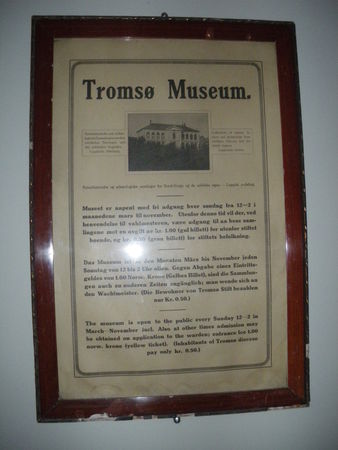 Tromsø Museum.
Museet er aapent med fri adgang hver søndag fra 12—2 i
maanederne mars til november. Utenfor denne tid vil der, ved
henvendelse til vaktmesteren, være adgang til at bese sam-
lingene mot en avgift av kr. 1.00 (gul billett) for utenfor stiftet
boende, og kr. 0.50 (grøn billett) for stiftets befolkning.
Das Museum ist in den Monaten März bis November jeden
Sonntag von 12 bis 2 Uhr offen. Gegen Abgabe eines Eintritts-
geldes von 1.00 Norw. Krone (Gelbes Billet), sind die Sammlun-
gen auch zu anderen Zeiten zugänglich; man wende sich an
den Wachtmeister. (Die Bewohner von Tromsø Stift bezahlen
nur Kr. 0.50.)
The museum is open to the public every Sunday 12—2 in
March—November incl. Also at other times admission may
be obtained on application to the warden; entrance fee 1.00
norw. krone (yellow ticket). (Inhabitants of Tromsø diocese
pay only kr. 0.50.)